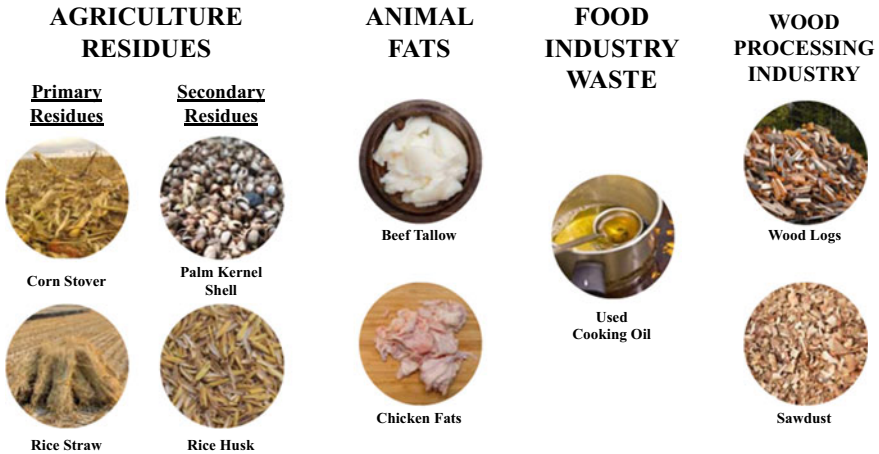 AGRICULTURE
RESIDUES
ANIMAL
FATS
FOOD
INDUSTRY
WASTE
WOOD
PROCESSING
INDUSTRY
Primary
Residues
Secondary
Residues
Corn Stover
Palm Kernel
Shell
Rice Straw
Rice Husk
Beef Tallow
Chicken Fats
Used
Cooking Oil
Wood Logs
Sawdust